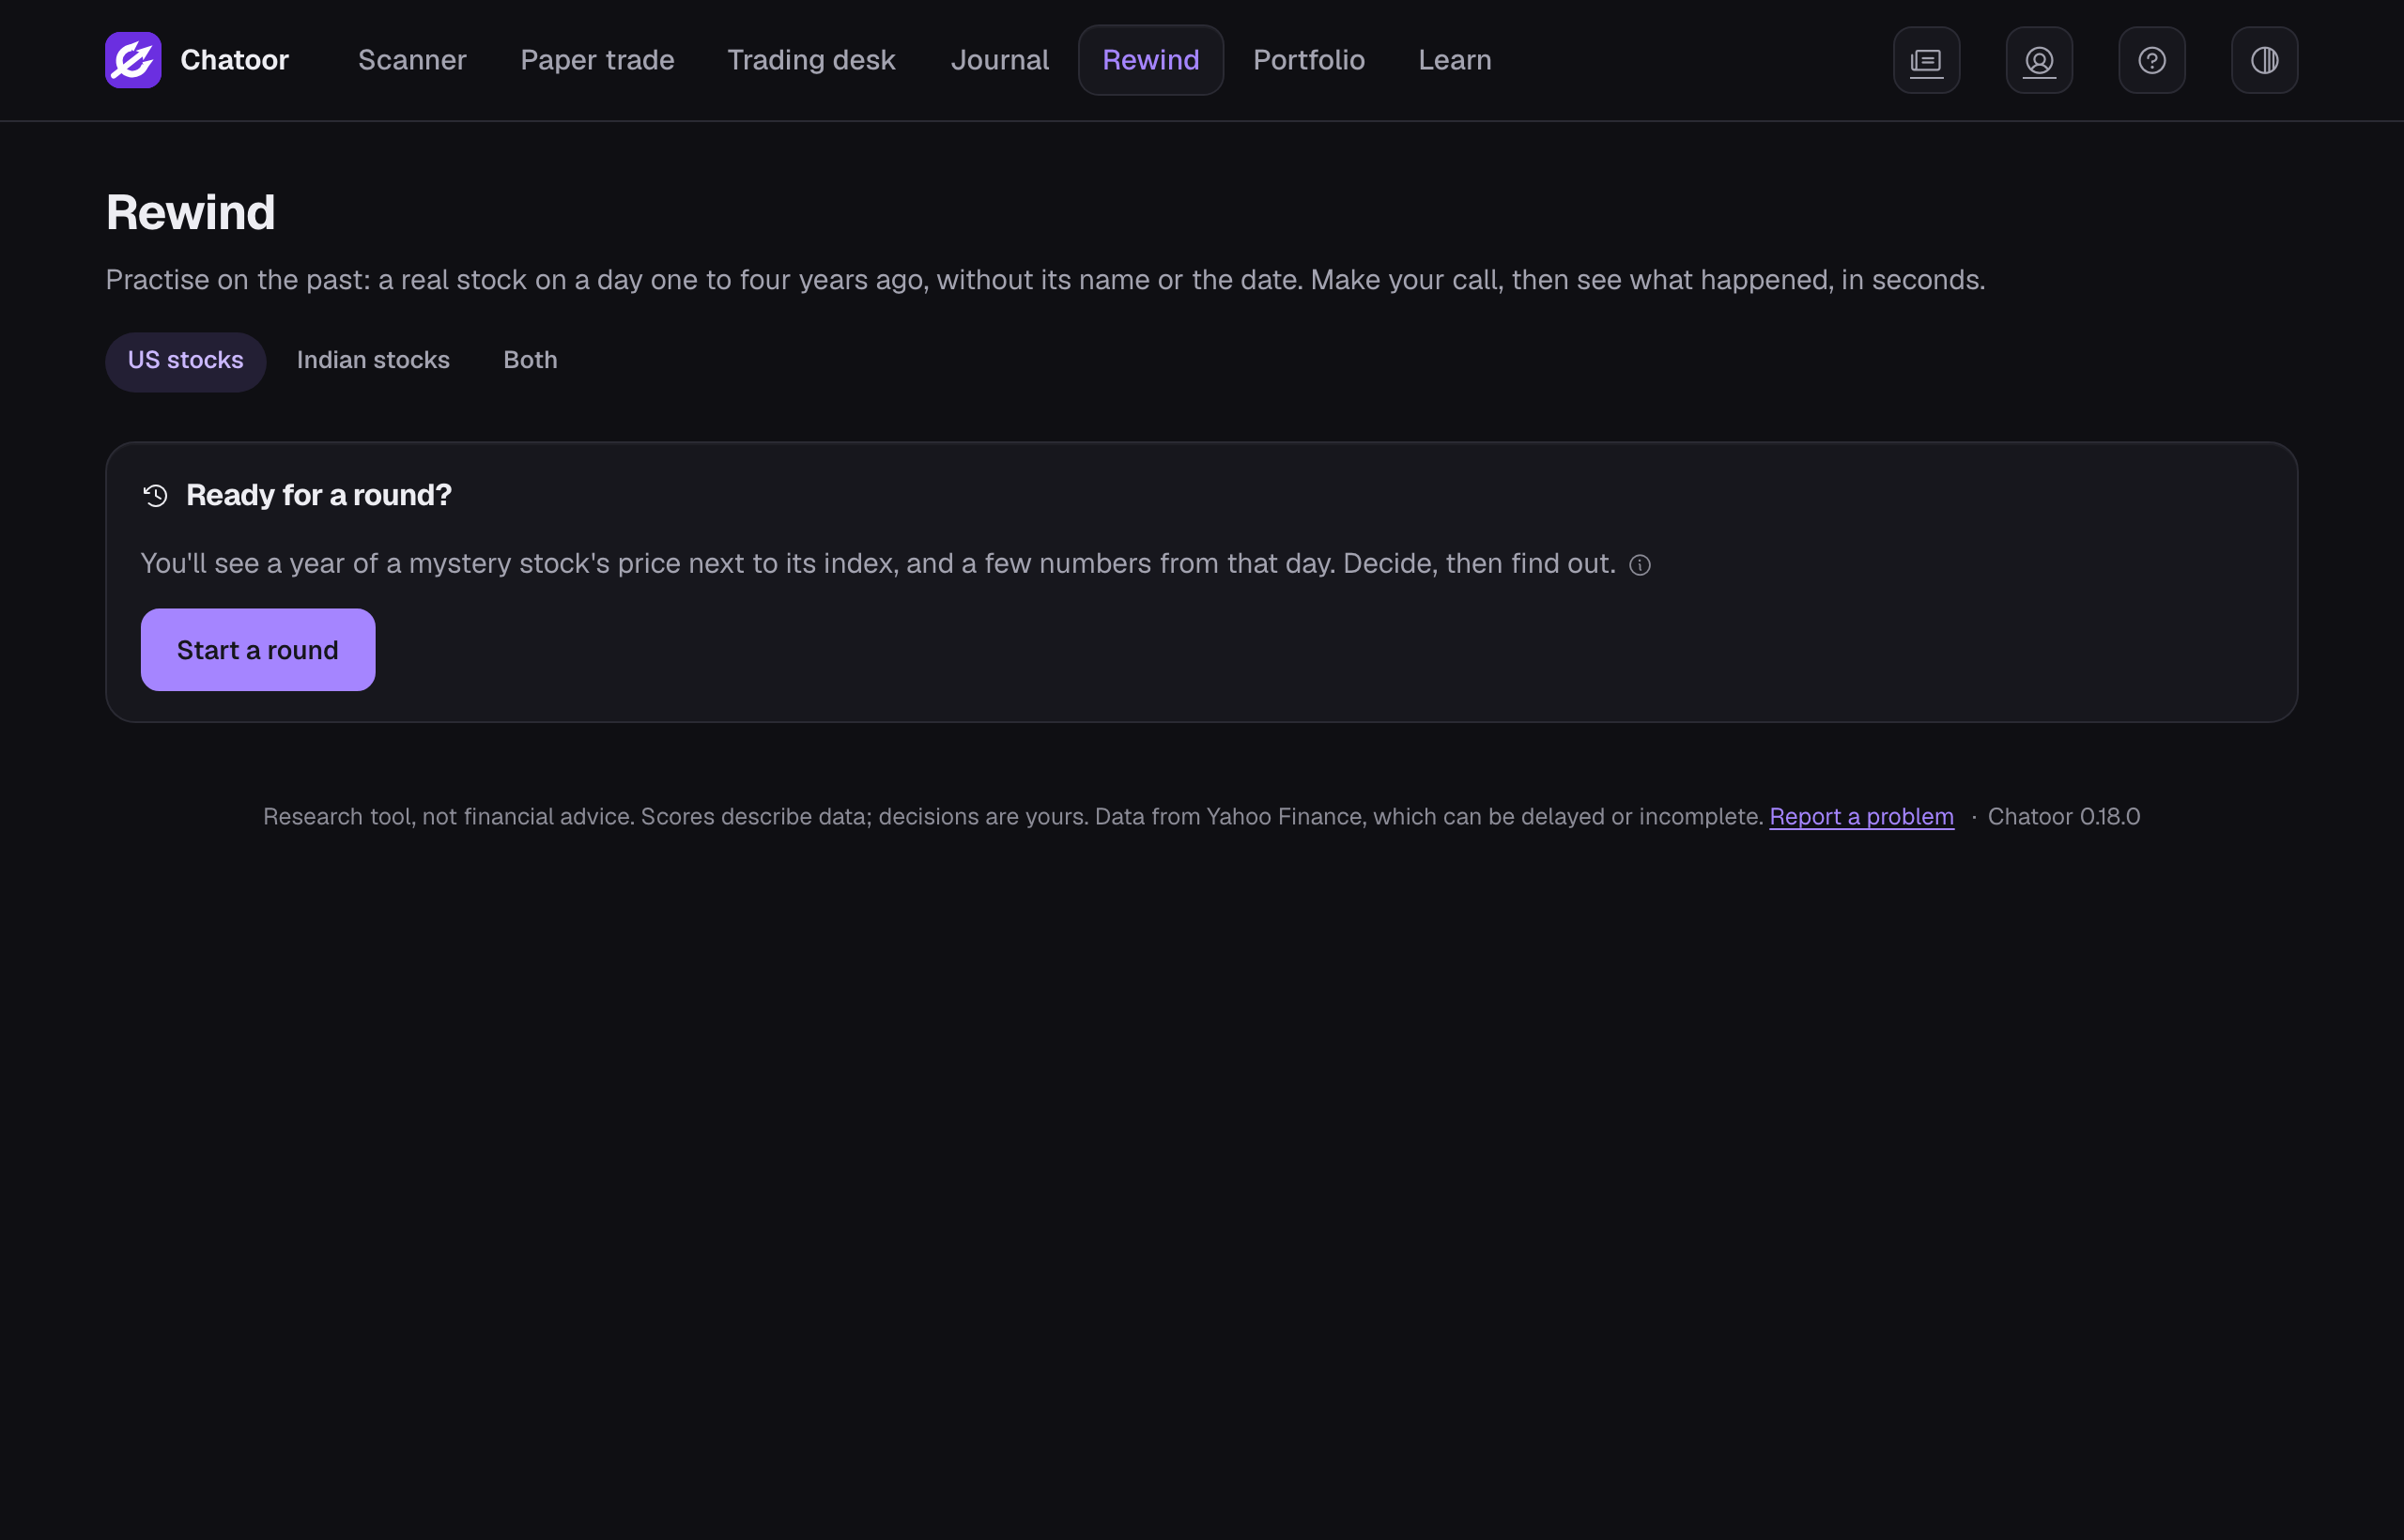 Chatoor
Scanner
Paper trade
Trading desk
Journal
Rewind
Portfolio
Learn
Rewind
Practise on the past: a real stock on a day one to four years ago, without its name or the date. Make your call, then see what happened, in seconds.
US stocks
Indian stocks
Both
Ready for a round?
You'll see a year of a mystery stock's price next to its index, and a few numbers from that day. Decide, then find out.
Start a round
Research tool, not financial advice. Scores describe data; decisions are yours. Data from Yahoo Finance, which can be delayed or incomplete. Report a problem · Chatoor 0.18.0